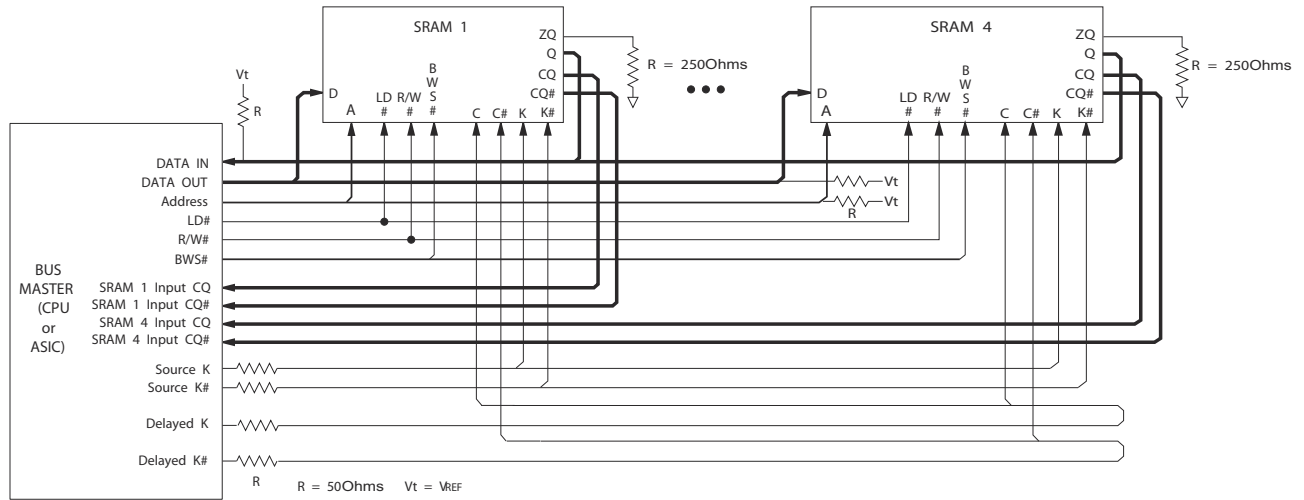 SRAM 1
ZQ
Q
CQ
CQ#
D
A
LD
#
R/W
#
B
W
S
#
C
C#
K
K#
R = 250Ohms
SRAM 4
ZQ
Q
CQ
CQ#
D
A
LD
#
R/W
#
B
W
S
#
C
C#
K
K#
R = 250Ohms
Vt
R
DATA IN
DATA OUT
Address
LD#
R/W#
BWS#
Vt
Vt
R
BUS
MASTER
(CPU
or
ASIC)
SRAM 1 Input CQ
SRAM 1 Input CQ#
SRAM 4 Input CQ
SRAM 4 Input CQ#
Source K
Source K#
Delayed K
Delayed K#
R
R = 50Ohms Vt = VREF